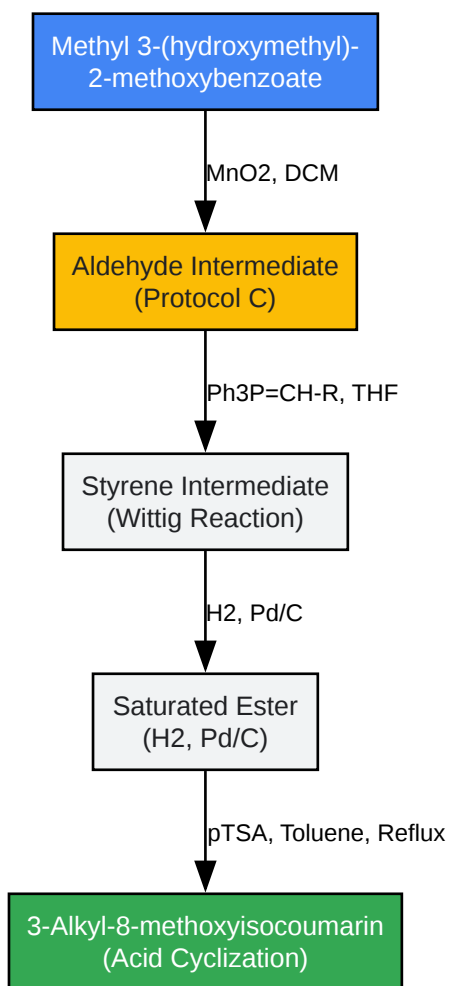 Methyl 3-(hydroxymethyl)-
2-methoxybenzoate
MnO2, DCM
Aldehyde Intermediate
(Protocol C)
Ph3P=CH-R, THF
Styrene Intermediate
(Wittig Reaction)
H2, Pd/C
Saturated Ester
(H2, Pd/C)
pTSA, Toluene, Reflux
3-Alkyl-8-methoxyisocoumarin
(Acid Cyclization)